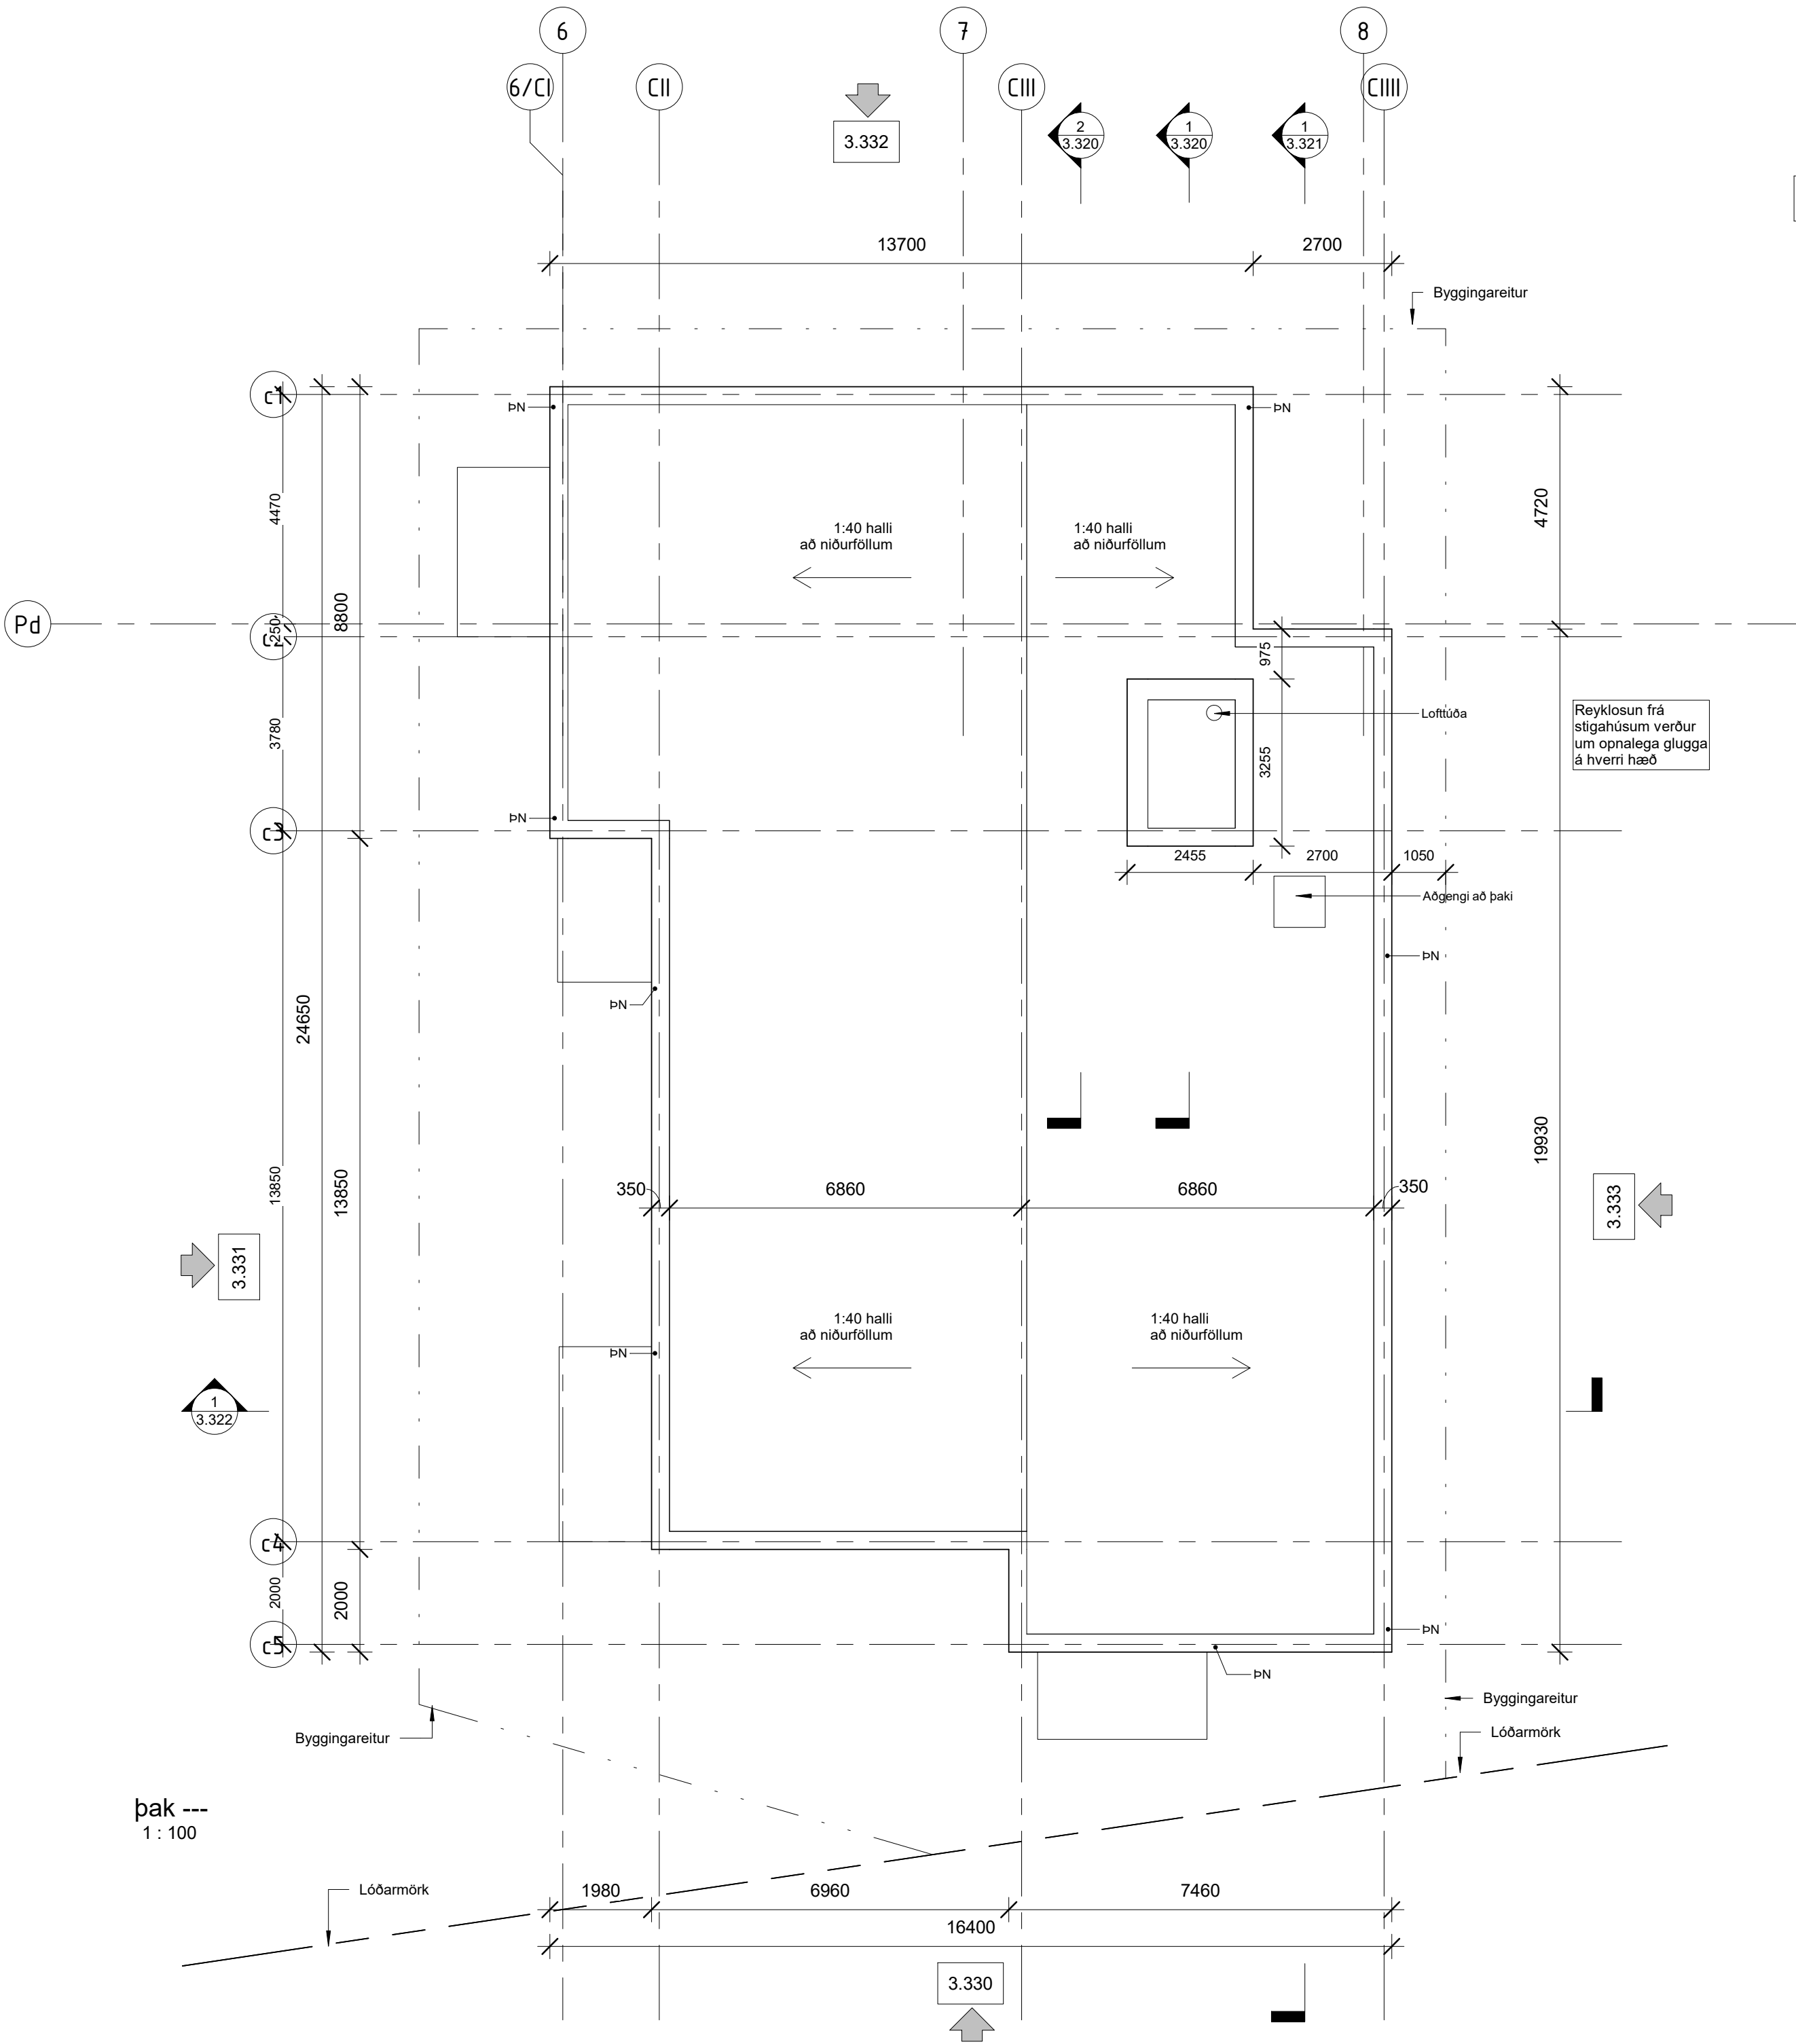 6
7
8
6/CI
CII
CIII
CIIII
3.332
2
3.320
1
3.320
1
3.321
13700
2700
Byggingareitur
c1
ÞN
ÞN
4470
4720
1:40 halli
að niðurföllum
1:40 halli
að niðurföllum
8800
Pd
250
c2
975
Lofttúða
Reyklosun frá
stigahúsum verður
um opnalega glugga
á hverri hæð
3780
3255
ÞN
c3
2455
2700
1050
Aðgengi að þaki
ÞN
24650
ÞN
19930
13850
13850
350
6860
6860
350
3.333
3.331
1:40 halli
að niðurföllum
1:40 halli
að niðurföllum
ÞN
1
3.322
c4
2000
2000
c5
ÞN
ÞN
Byggingareitur
Byggingareitur
Lóðarmörk
þak ---
1 : 100
Lóðarmörk
1980
6960
7460
16400
3.330